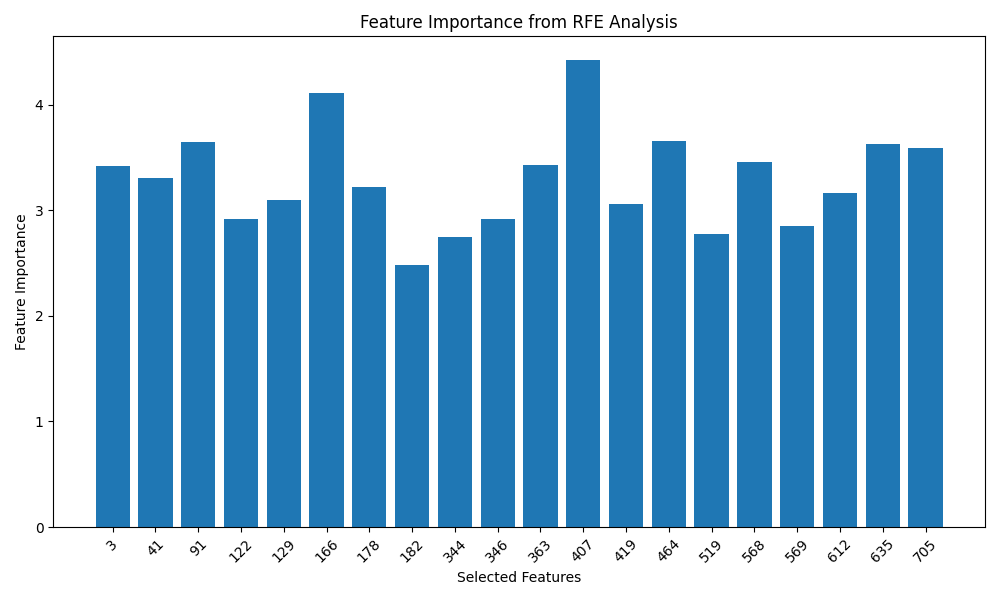 Feature Importance from RFE Analysis
Feature Importance
4
3
2
1
0
3 41 91 122 129 166 178 182 344 346 363 407 419 464 519 568 569 612 635 705
Selected Features